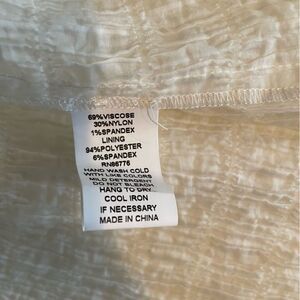 69%VISCOSE
30%NYLON
1%SPANDEX
LINING
94%POLYESTER
6%SPANDEX
RN86776
HAND WASH COLD
WITH LIKE COLORS
MILD DETERGENT
DO NOT BLEACH
HANG TO DRY
COOL IRON
IF NECESSARY
MADE IN CHINA